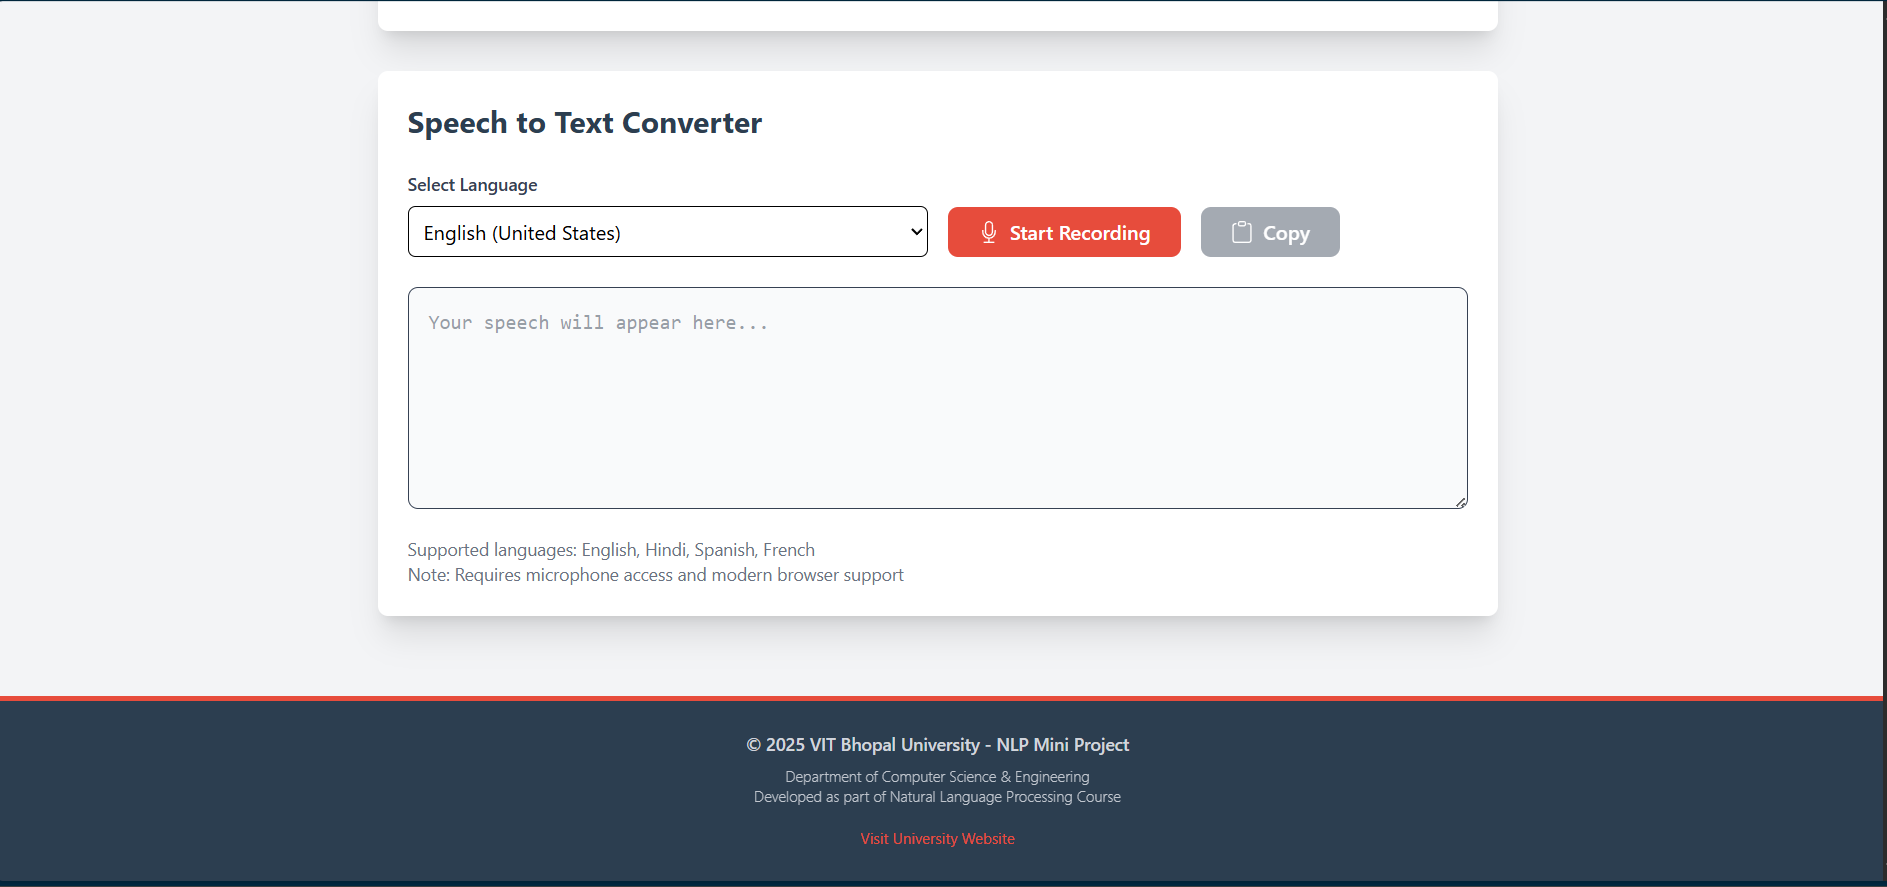 Speech to Text Converter
Select Language
English (United States)
Start Recording
Copy
Your speech will appear here...
Supported languages: English, Hindi, Spanish, French
Note: Requires microphone access and modern browser support
© 2025 VIT Bhopal University - NLP Mini Project
Department of Computer Science & Engineering
Developed as part of Natural Language Processing Course
Visit University Website